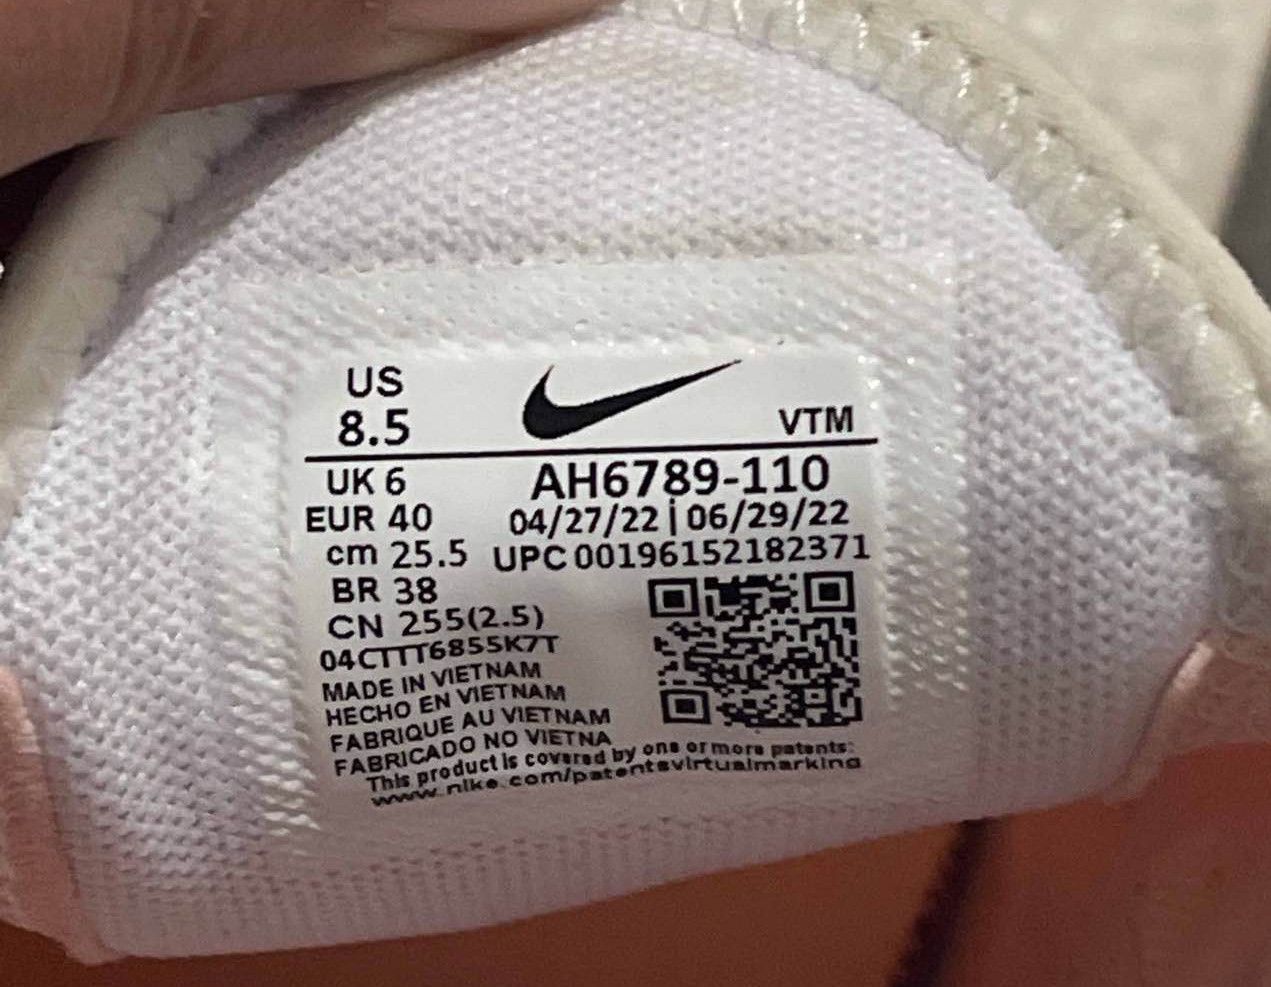 US
8.5
VTM
UK 6
AH6789-110
EUR 40
04/27/22 | 06/29/22
cm 25.5
UPC 00196152182371
BR 38
CN 255(2.5)
04CTTT6855K7T
MADE IN VIETNAM
HECHO EN VIETNAM
FABRIQUE AU VIETNAM
FABRICADO NO VIETNA
This product is covered by one or more patents:
www.nike.com/patentsvirtualmarking